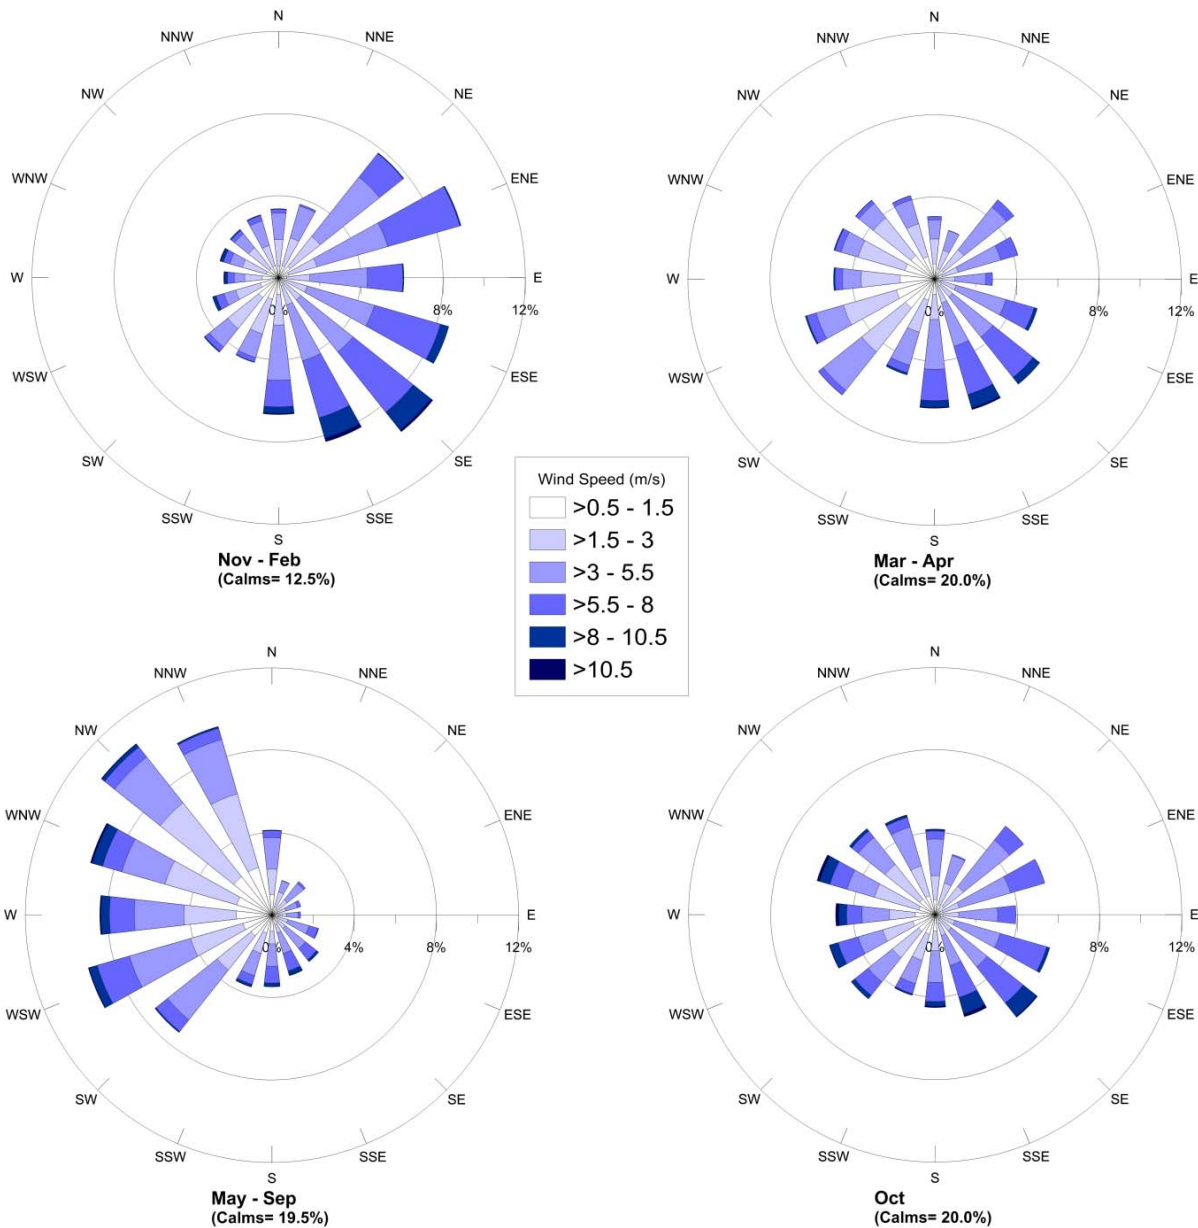 N
NNW
NNE
NW
NE
WNW
ENE
W
0%
8%
12%
E
WSW
ESE
SW
SE
SSW
SSE
S
Nov - Feb
(Calms= 12.5%)
N
NNW
NNE
NW
NE
WNW
ENE
W
0%
8%
12%
E
WSW
ESE
SW
SE
SSW
SSE
S
Mar - Apr
(Calms= 20.0%)
Wind Speed (m/s)
>0.5 - 1.5
>1.5 - 3
>3 - 5.5
>5.5 - 8
>8 - 10.5
>10.5
N
NNW
NNE
NW
NE
WNW
ENE
W
0%
4%
8%
12%
E
WSW
ESE
SW
SE
SSW
SSE
S
May - Sep
(Calms= 19.5%)
N
NNW
NNE
NW
NE
WNW
ENE
W
0%
8%
12%
E
WSW
ESE
SW
SE
SSW
SSE
S
Oct
(Calms= 20.0%)